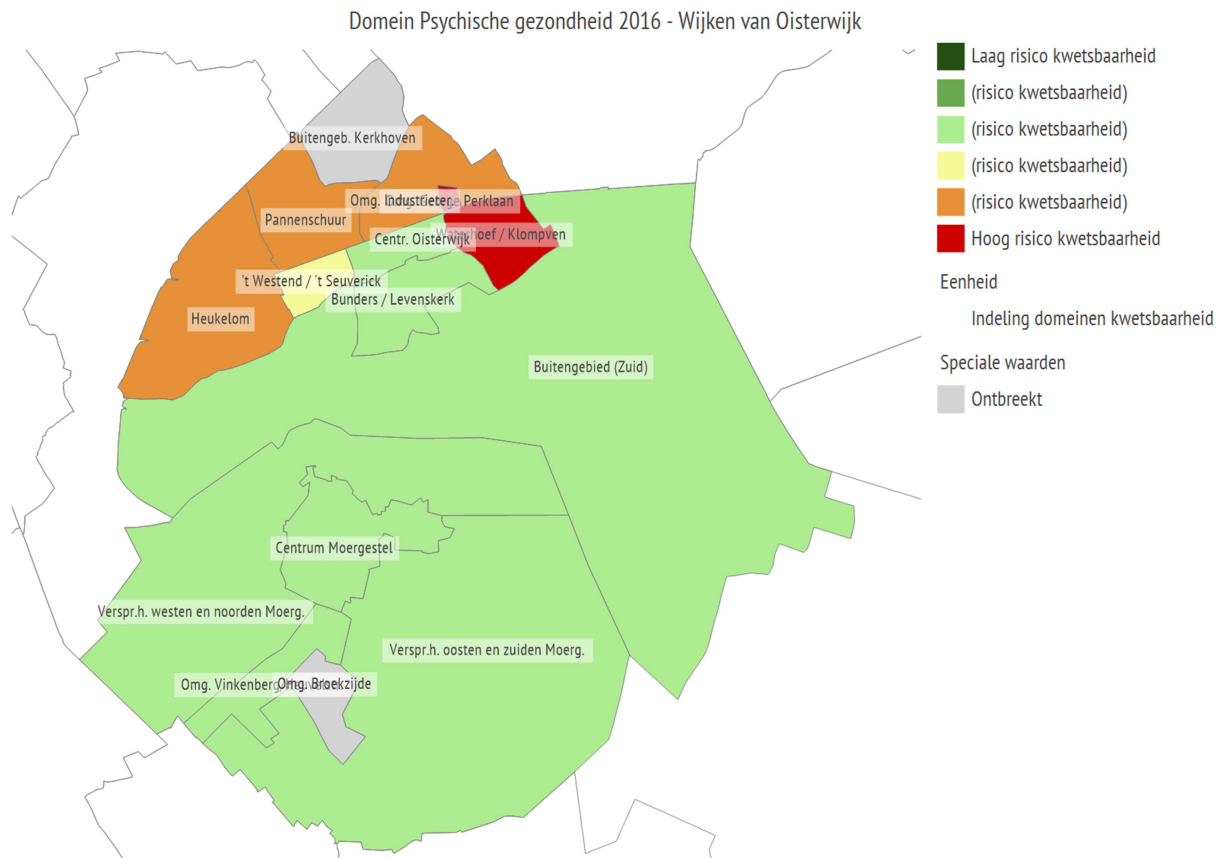 Domein Psychische gezondheid 2016 - Wijken van Oisterwijk
Laag risico kwetsbaarheid
(risico kwetsbaarheid)
(risico kwetsbaarheid)
(risico kwetsbaarheid)
(risico kwetsbaarheid)
Hoog risico kwetsbaarheid
Eenheid
Indeling domeinen kwetsbaarheid
Speciale waarden
Ontbreekt
Buitengeb. Kerkhoven
Omg. Industrieter.
Perklaan
Pannenschuur
Centr. Oisterwijk
/ Klompven
't Westend / 't Seuverick
Bunders / Levenskerk
Heukelom
Buitengebied (Zuid)
Centrum Moergestel
Verspr.h. westen en noorden Moerg.
Verspr.h. oosten en zuiden Moerg.
Omg. Vinkenberg
Omg. Broekzijde